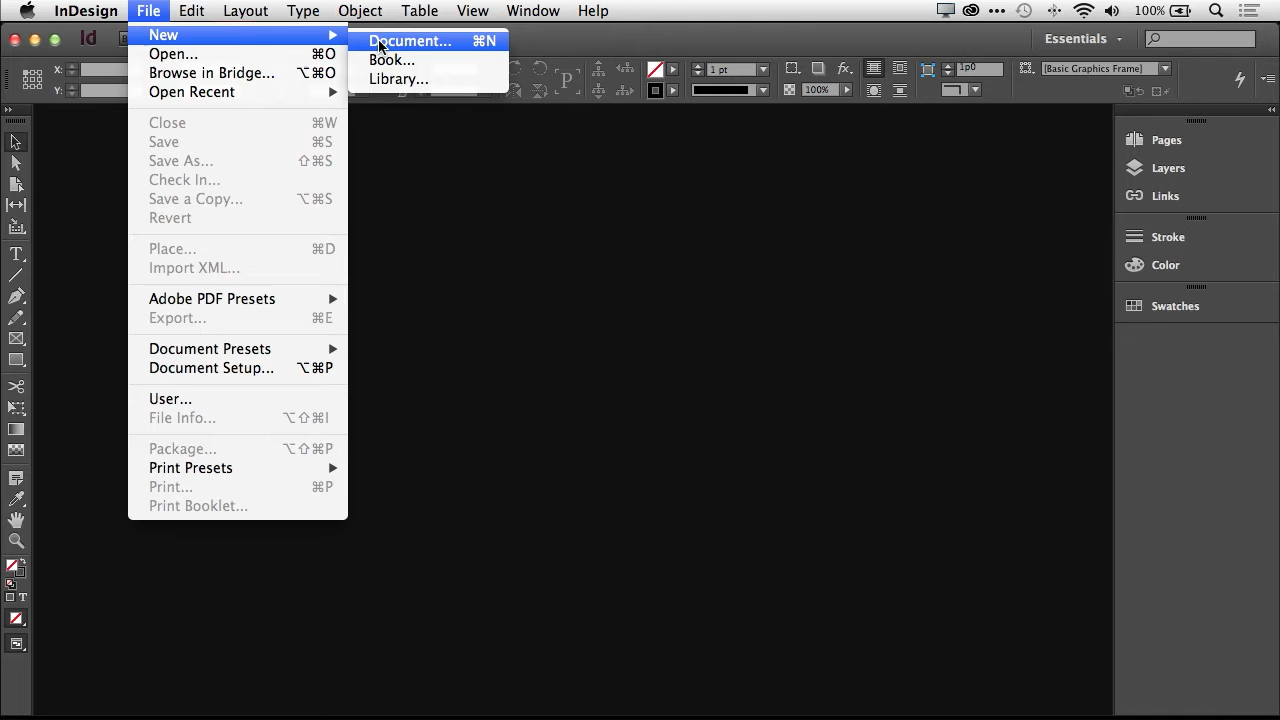 InDesign File Edit Layout Type Object Table View Window Help 100%
Id Essentials
New
Open... ⌘O
Browse in Bridge... ⌥⌘O
Open Recent
Close ⌘W
Save ⌘S
Save As... ⇧⌘S
Check In...
Save a Copy... ⌥⌘S
Revert
Place... ⌘D
Import XML...
Adobe PDF Presets
Export... ⌘E
Document Presets
Document Setup... ⌥⌘P
User...
File Info... ⌥⇧⌘I
Package... ⌥⇧⌘P
Print Presets
Print... ⌘P
Print Booklet...
Document... ⌘N
Book...
Library...
X:
Y:
P
1 pt
100%
fx.
1p0
[Basic Graphics Frame]
T
T
Pages
Layers
Links
Stroke
Color
Swatches